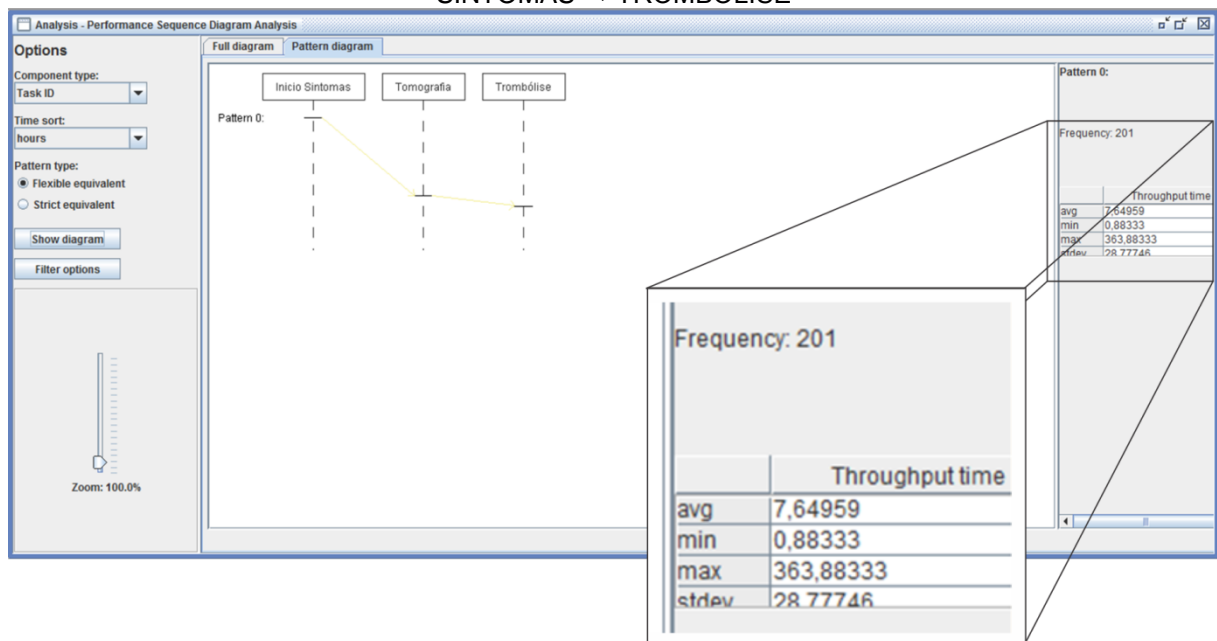 SINTOMAS → TROMBÓLISE
Analysis - Performance Sequence Diagram Analysis
Options
Component type:
Task ID
Time sort:
hours
Pattern type:
Flexible equivalent
Strict equivalent
Show diagram
Filter options
Zoom: 100.0%
Full diagram Pattern diagram
Inicio Sintomas Tomografia Trombólise
Pattern 0:
Pattern 0:
Frequency: 201
Throughput time
avg 7,64959
min 0,88333
max 363,88333
stdev 28,77746
Frequency: 201
Throughput time
avg 7,64959
min 0,88333
max 363,88333
stdev 28,77746